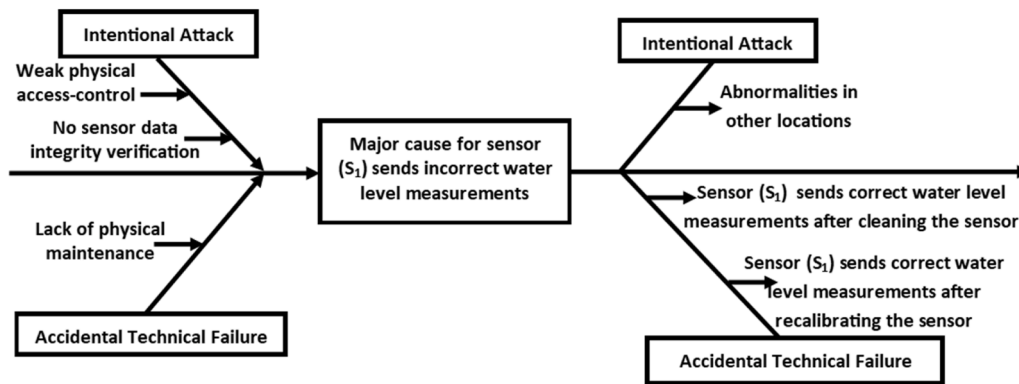 Intentional Attack
Weak physical
access-control
No sensor data
integrity verification
Lack of physical
maintenance
Accidental Technical Failure
Major cause for sensor
(S₁) sends incorrect water
level measurements
Intentional Attack
Abnormalities in
other locations
Sensor (S₁) sends correct water level
measurements after cleaning the sensor
Sensor (S₁) sends correct water
level measurements after
recalibrating the sensor
Accidental Technical Failure